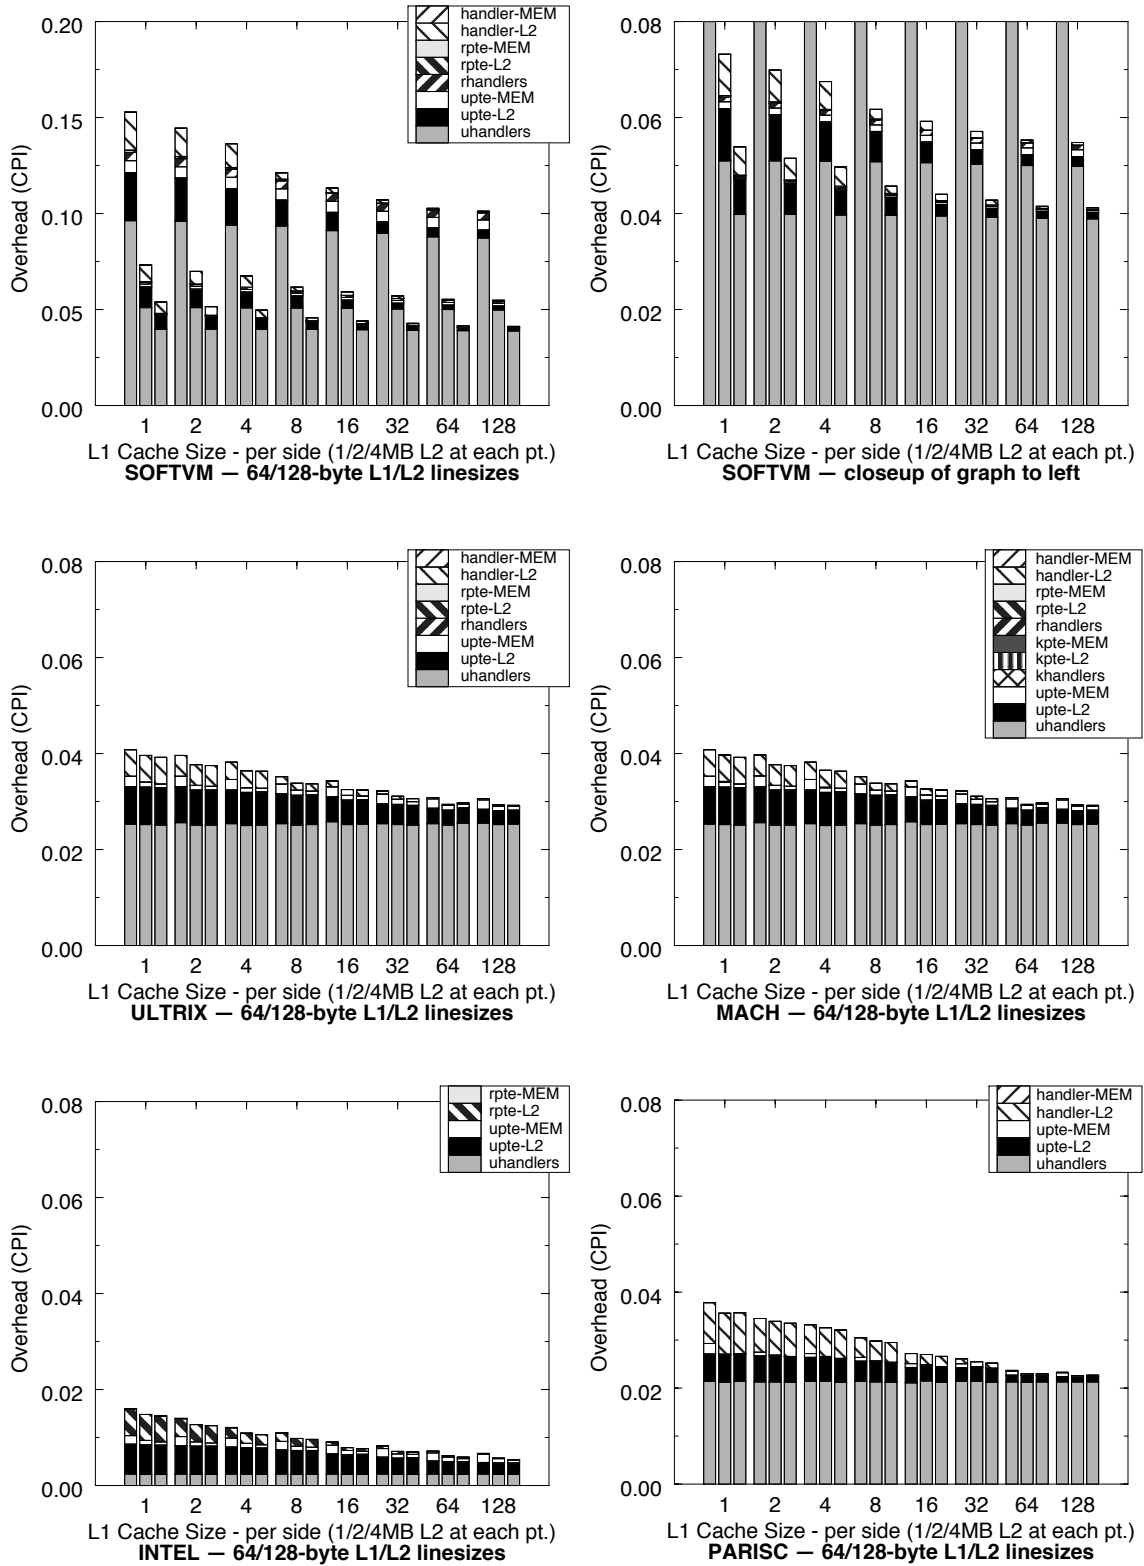 0.20
0.15
0.10
0.05
0.00
Overhead (CPI)
handler-MEM
handler-L2
rpte-MEM
rpte-L2
rhandlers
upte-MEM
upte-L2
uhandlers
1 2 4 8 16 32 64 128
L1 Cache Size - per side (1/2/4MB L2 at each pt.)
SOFTVM — 64/128-byte L1/L2 linesizes
0.08
0.06
0.04
0.02
0.00
Overhead (CPI)
1 2 4 8 16 32 64 128
L1 Cache Size - per side (1/2/4MB L2 at each pt.)
SOFTVM — closeup of graph to left
0.08
0.06
0.04
0.02
0.00
Overhead (CPI)
handler-MEM
handler-L2
rpte-MEM
rpte-L2
rhandlers
upte-MEM
upte-L2
uhandlers
1 2 4 8 16 32 64 128
L1 Cache Size - per side (1/2/4MB L2 at each pt.)
ULTRIX — 64/128-byte L1/L2 linesizes
0.08
0.06
0.04
0.02
0.00
Overhead (CPI)
handler-MEM
handler-L2
rpte-MEM
rpte-L2
rhandlers
kpte-MEM
kpte-L2
khandlers
upte-MEM
upte-L2
uhandlers
1 2 4 8 16 32 64 128
L1 Cache Size - per side (1/2/4MB L2 at each pt.)
MACH — 64/128-byte L1/L2 linesizes
0.08
0.06
0.04
0.02
0.00
Overhead (CPI)
rpte-MEM
rpte-L2
upte-MEM
upte-L2
uhandlers
1 2 4 8 16 32 64 128
L1 Cache Size - per side (1/2/4MB L2 at each pt.)
INTEL — 64/128-byte L1/L2 linesizes
0.08
0.06
0.04
0.02
0.00
Overhead (CPI)
handler-MEM
handler-L2
upte-MEM
upte-L2
uhandlers
1 2 4 8 16 32 64 128
L1 Cache Size - per side (1/2/4MB L2 at each pt.)
PARISC — 64/128-byte L1/L2 linesizes